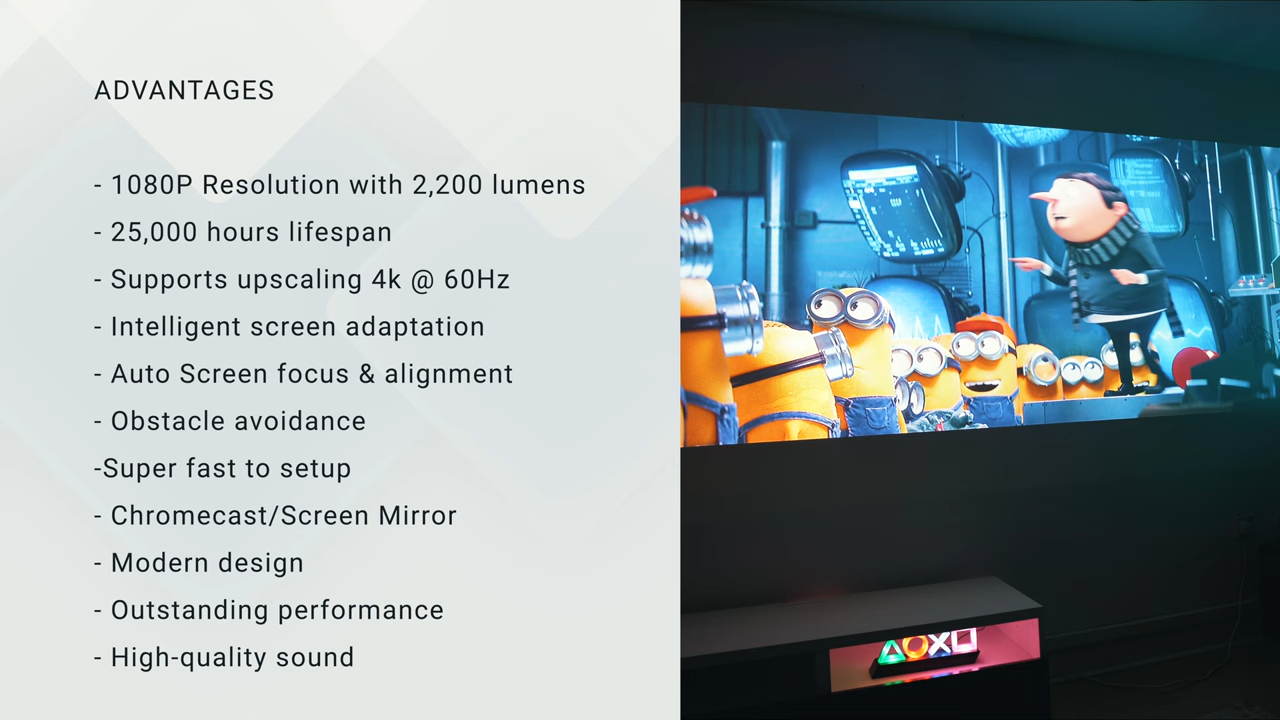 ADVANTAGES
- 1080P Resolution with 2,200 lumens
- 25,000 hours lifespan
- Supports upscaling 4k @ 60Hz
- Intelligent screen adaptation
- Auto Screen focus & alignment
- Obstacle avoidance
-Super fast to setup
- Chromecast/Screen Mirror
- Modern design
- Outstanding performance
- High-quality sound